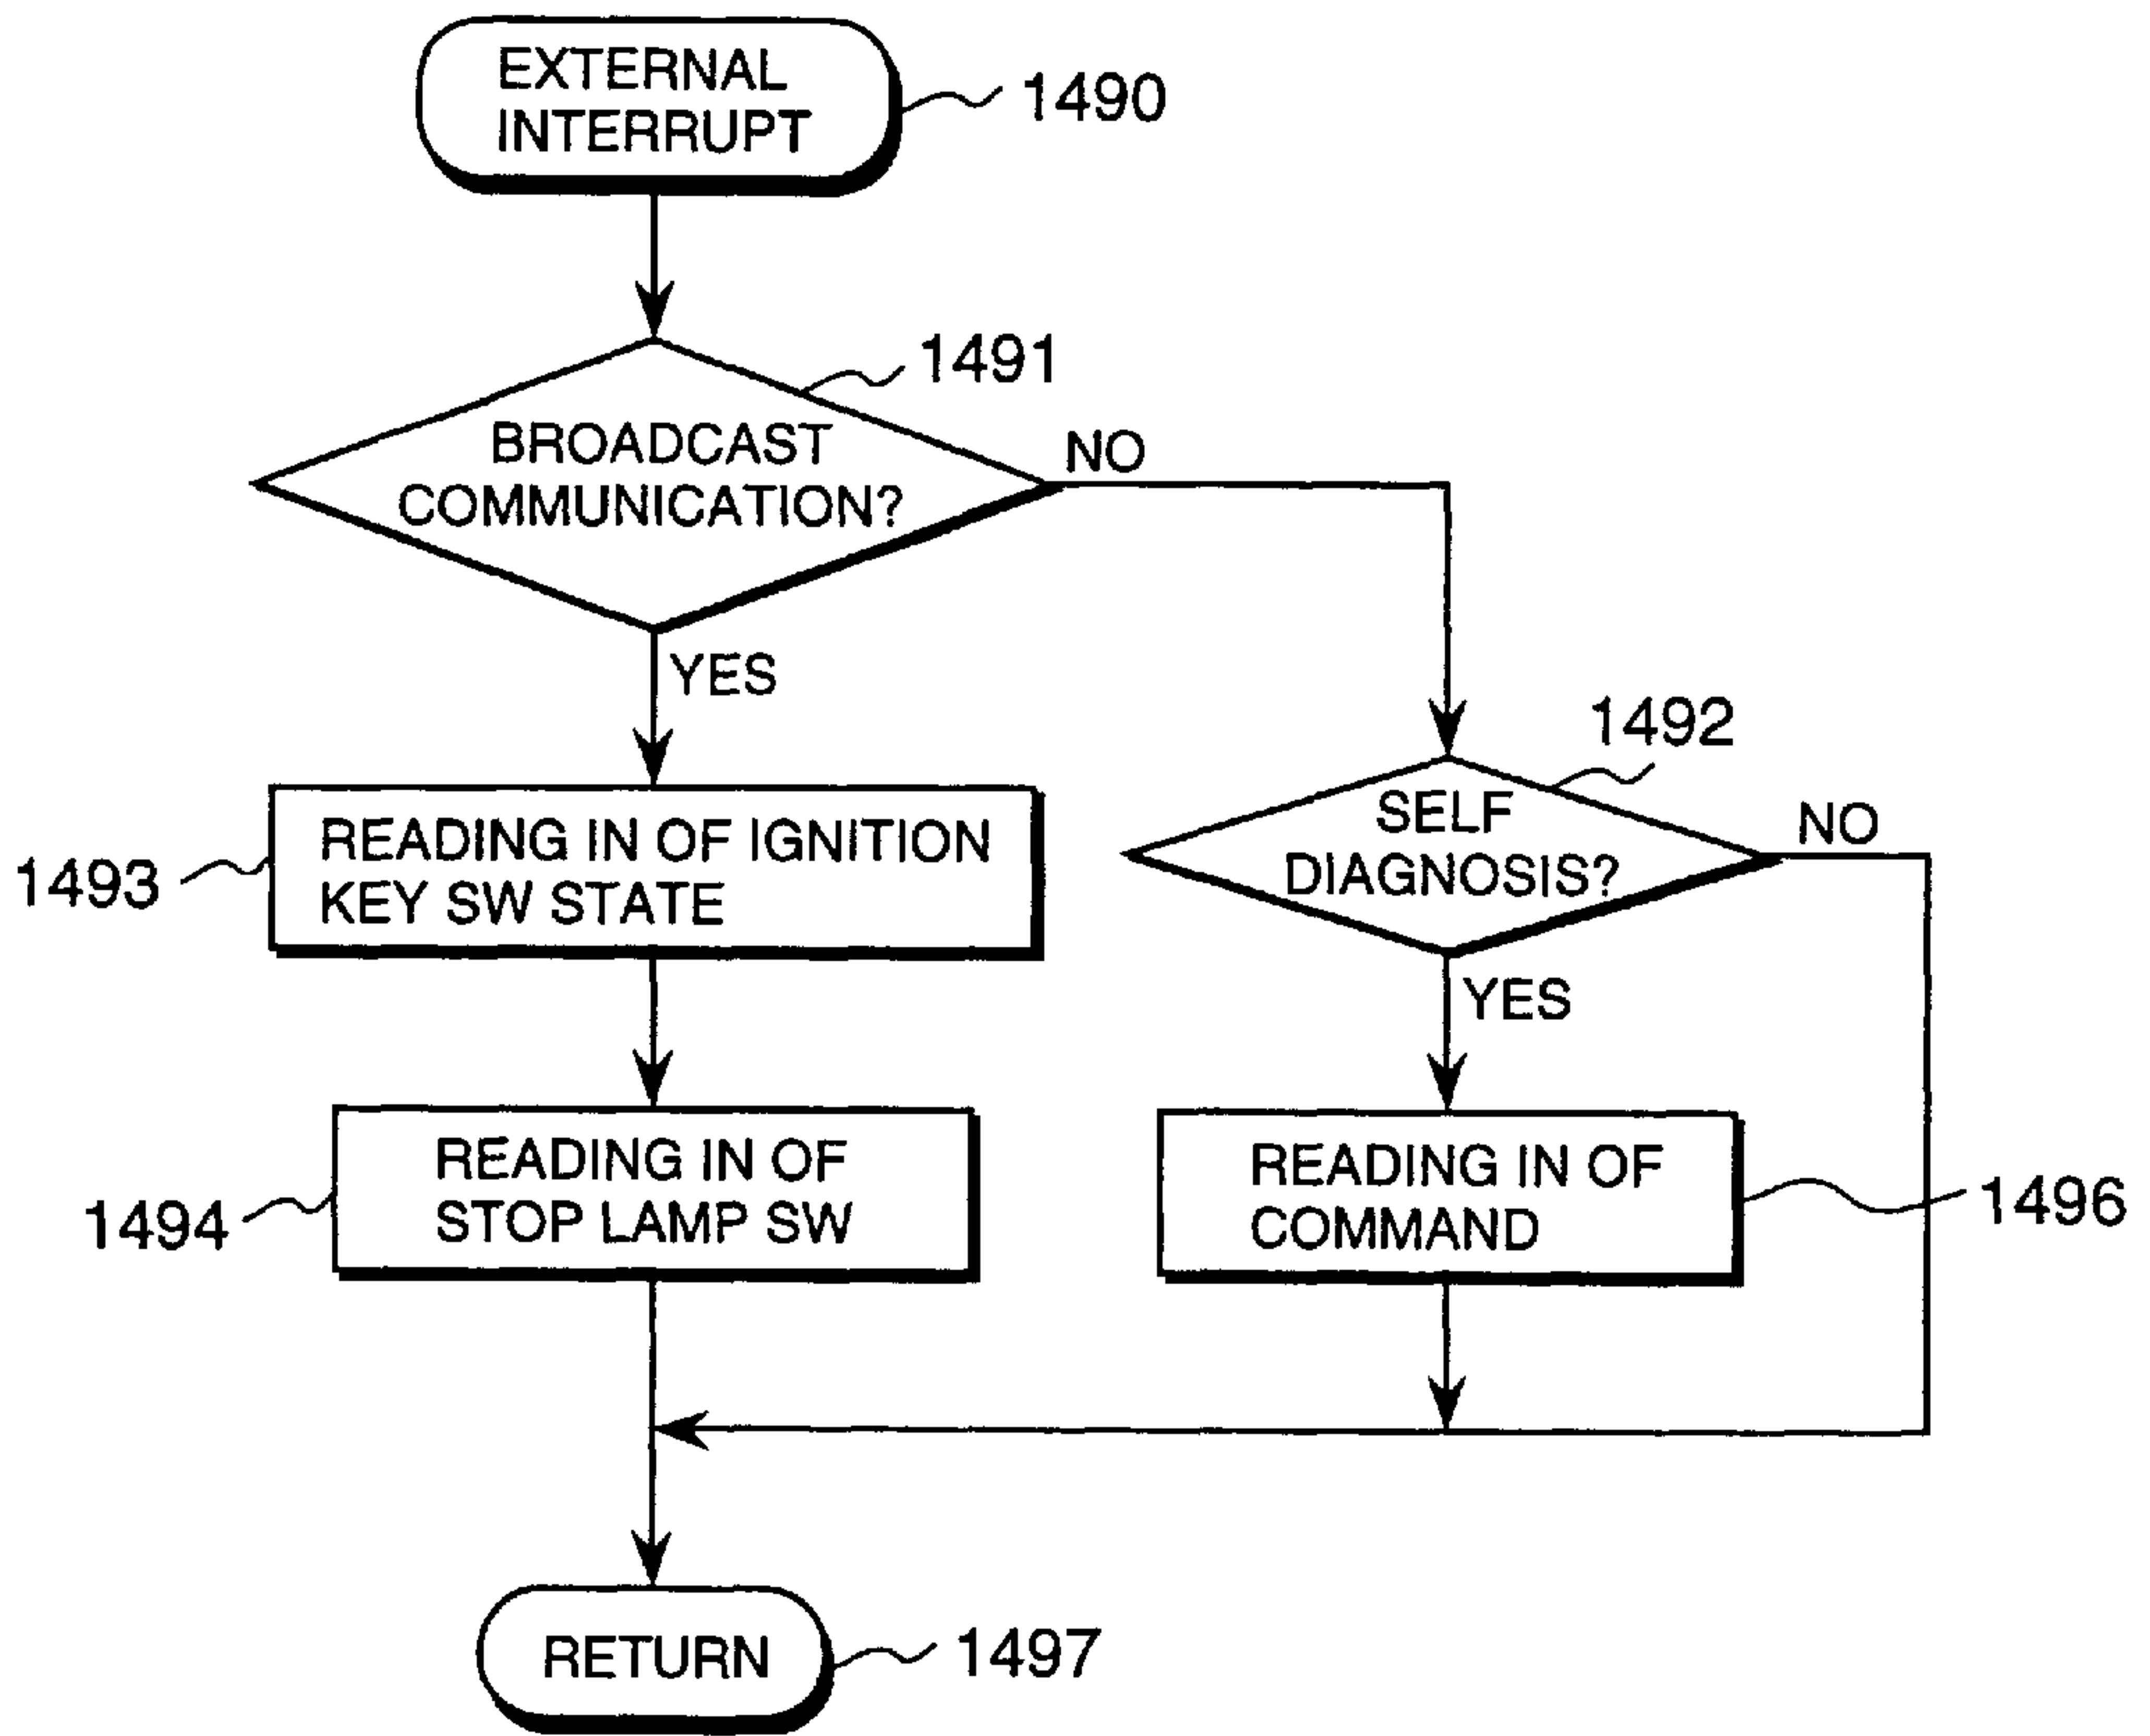 EXTERNAL
INTERRUPT
1490
1491
BROADCAST
COMMUNICATION?
NO
YES
1492
SELF
DIAGNOSIS?
NO
YES
1493
READING IN OF IGNITION
KEY SW STATE
1494
READING IN OF
STOP LAMP SW
READING IN OF
COMMAND
1496
RETURN
1497